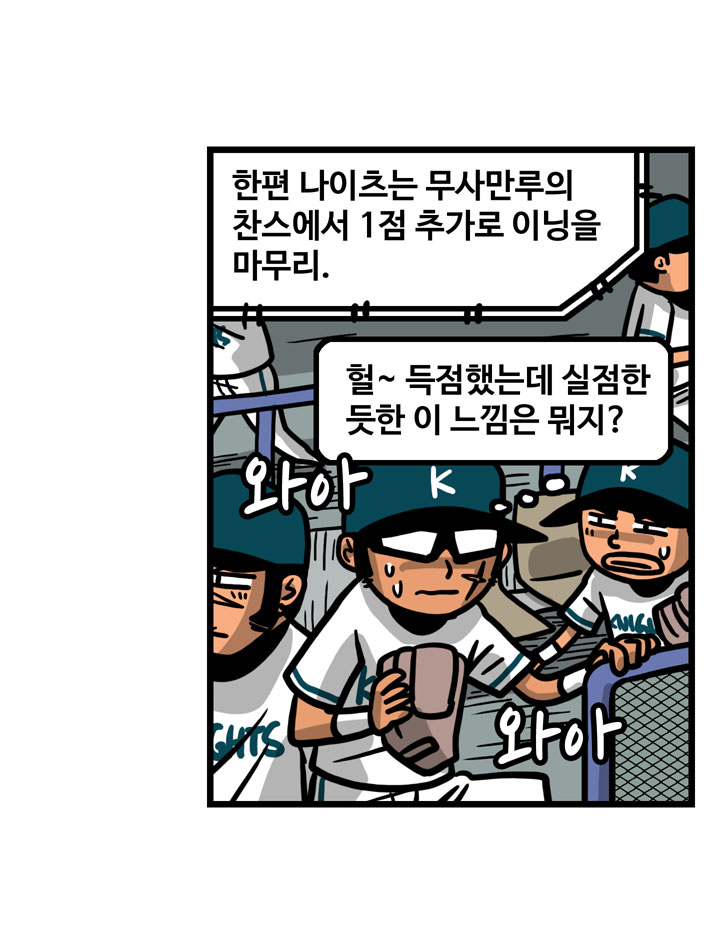 한편 나이츠는 무사만루의
찬스에서 1점 추가로 이닝을
마무리.
헐~ 득점했는데 실점한
듯한 이 느낌은 뭐지?
와아
K
K
KNIGHTS
K
GHTS
와아